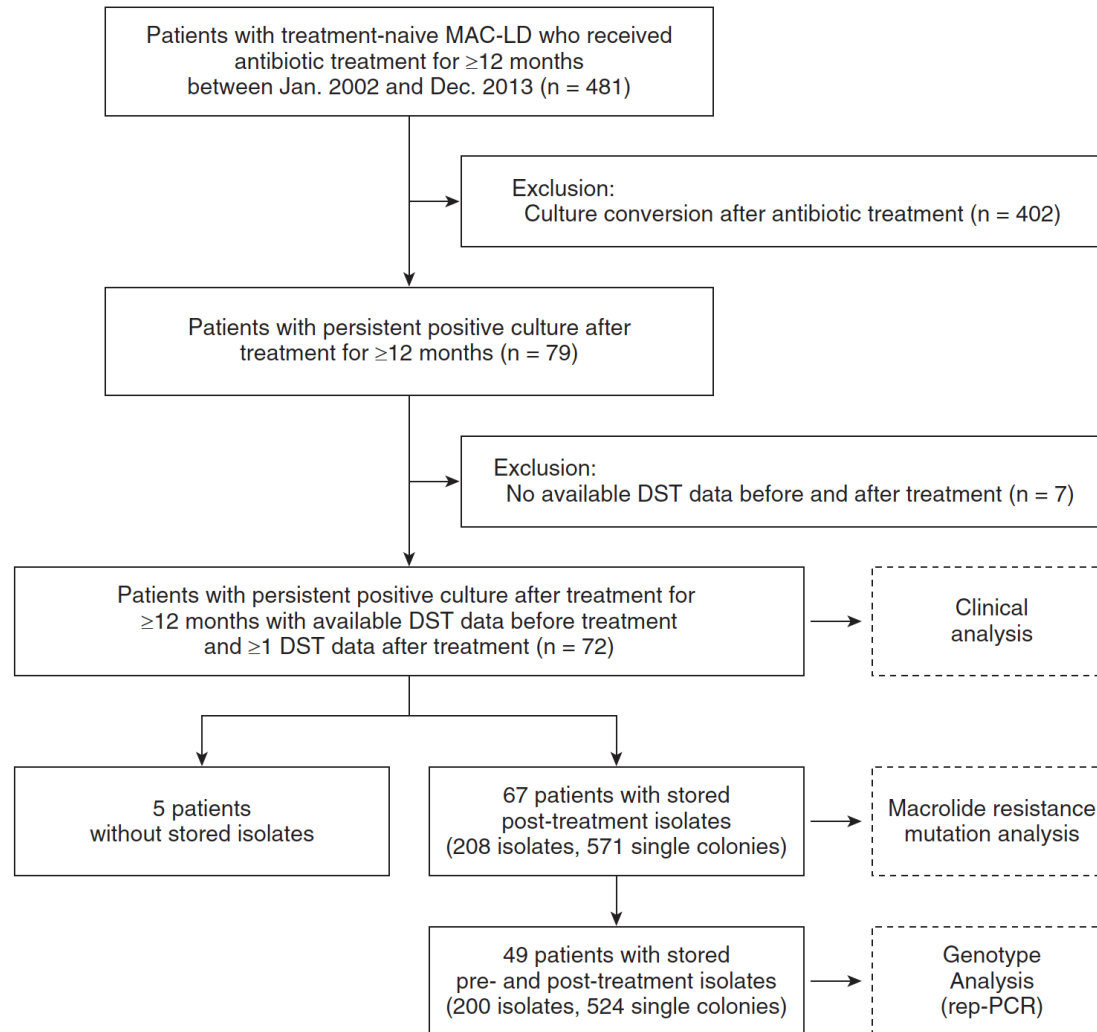 Patients with treatment-naive MAC-LD who received
antibiotic treatment for ≥12 months
between Jan. 2002 and Dec. 2013 (n = 481)
Exclusion:
Culture conversion after antibiotic treatment (n = 402)
Patients with persistent positive culture after
treatment for ≥12 months (n = 79)
Exclusion:
No available DST data before and after treatment (n = 7)
Patients with persistent positive culture after treatment for
≥12 months with available DST data before treatment
and ≥1 DST data after treatment (n = 72)
Clinical
analysis
5 patients
without stored isolates
67 patients with stored
post-treatment isolates
(208 isolates, 571 single colonies)
Macrolide resistance
mutation analysis
49 patients with stored
pre- and post-treatment isolates
(200 isolates, 524 single colonies)
Genotype
Analysis
(rep-PCR)